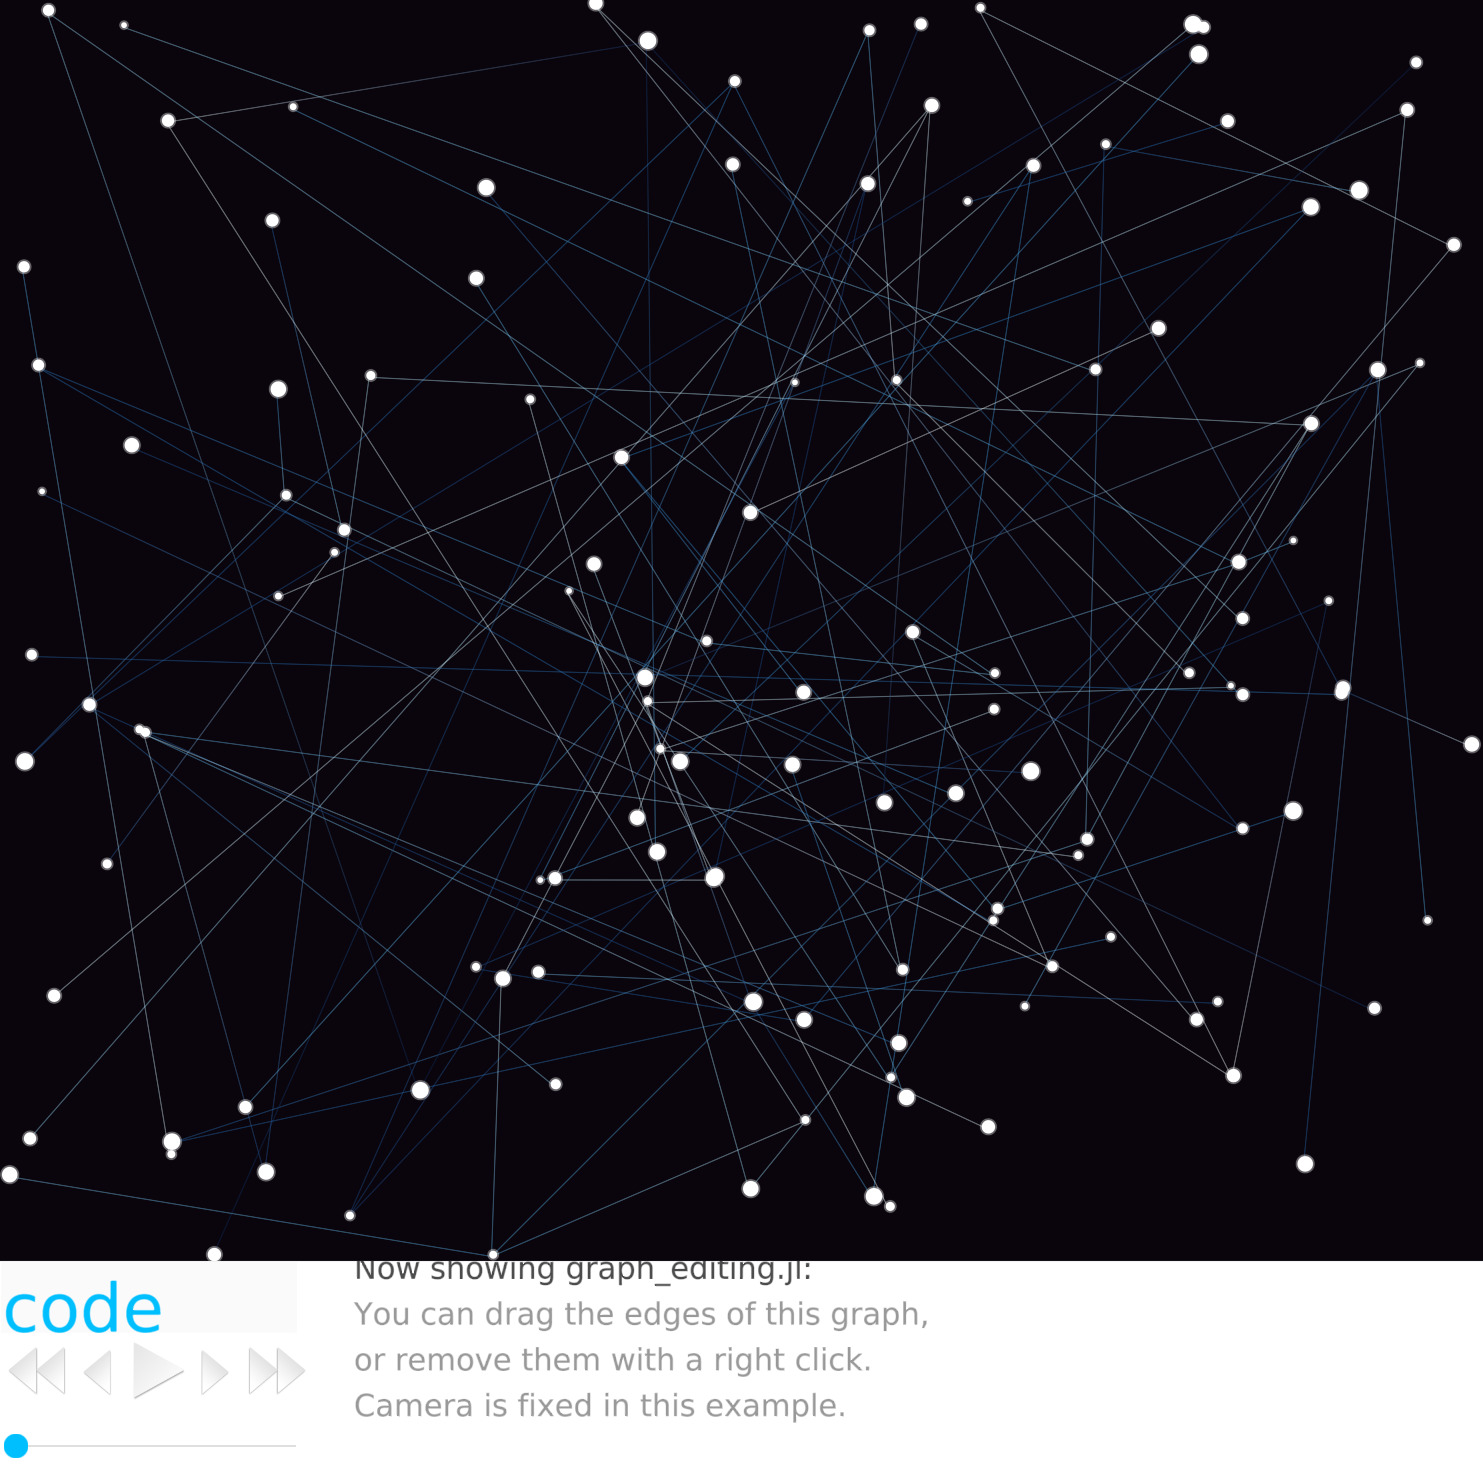 Now showing graph_editing.jl:
code
You can drag the edges of this graph,
or remove them with a right click.
Camera is fixed in this example.